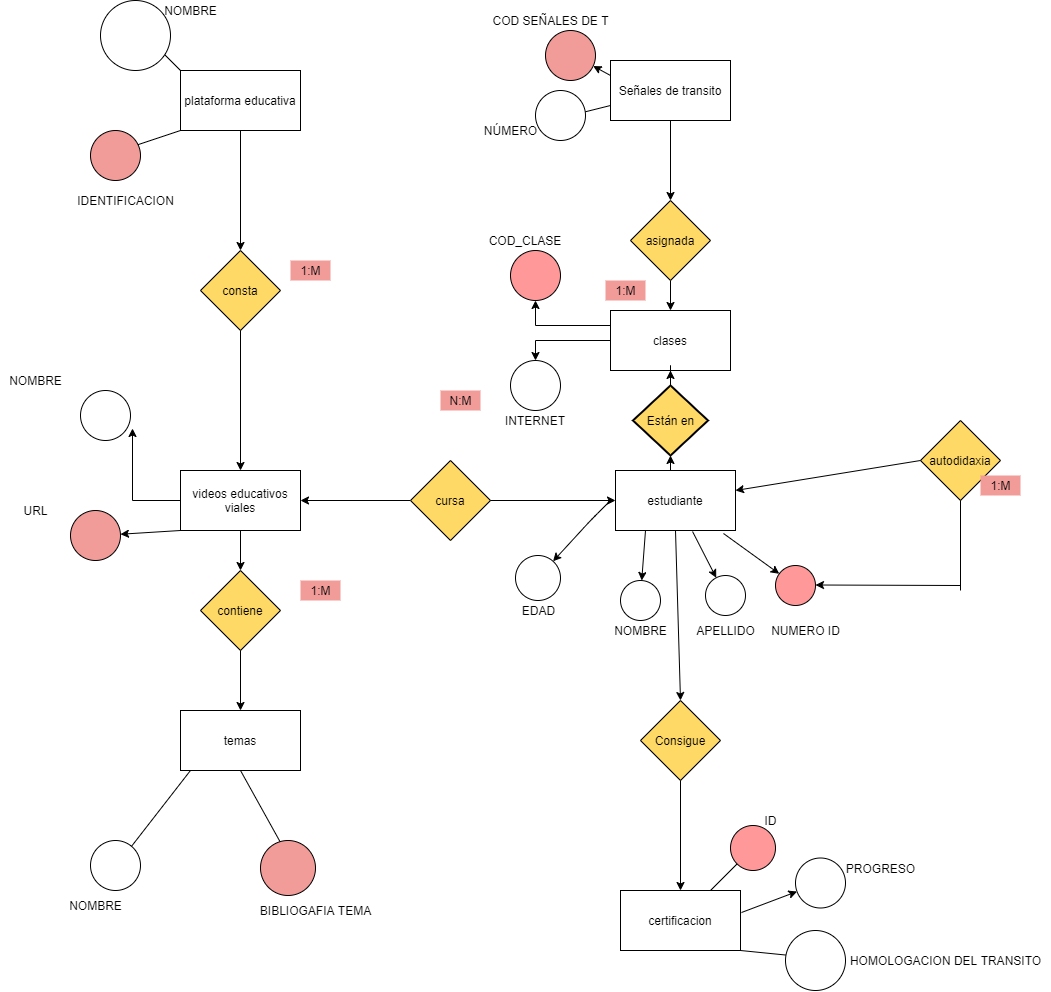 NOMBRE
plataforma educativa
IDENTIFICACION
consta
1:M
NOMBRE
URL
videos educativos
viales
contiene
1:M
temas
NOMBRE
BIBLIOGAFIA TEMA
COD SEÑALES DE T
Señales de transito
NÚMERO
asignada
COD_CLASE
1:M
clases
INTERNET
N:M
Están en
cursa
estudiante
autodidaxia
1:M
EDAD
NOMBRE
APELLIDO
NUMERO ID
Consigue
ID
PROGRESO
certificacion
HOMOLOGACION DEL TRANSITO